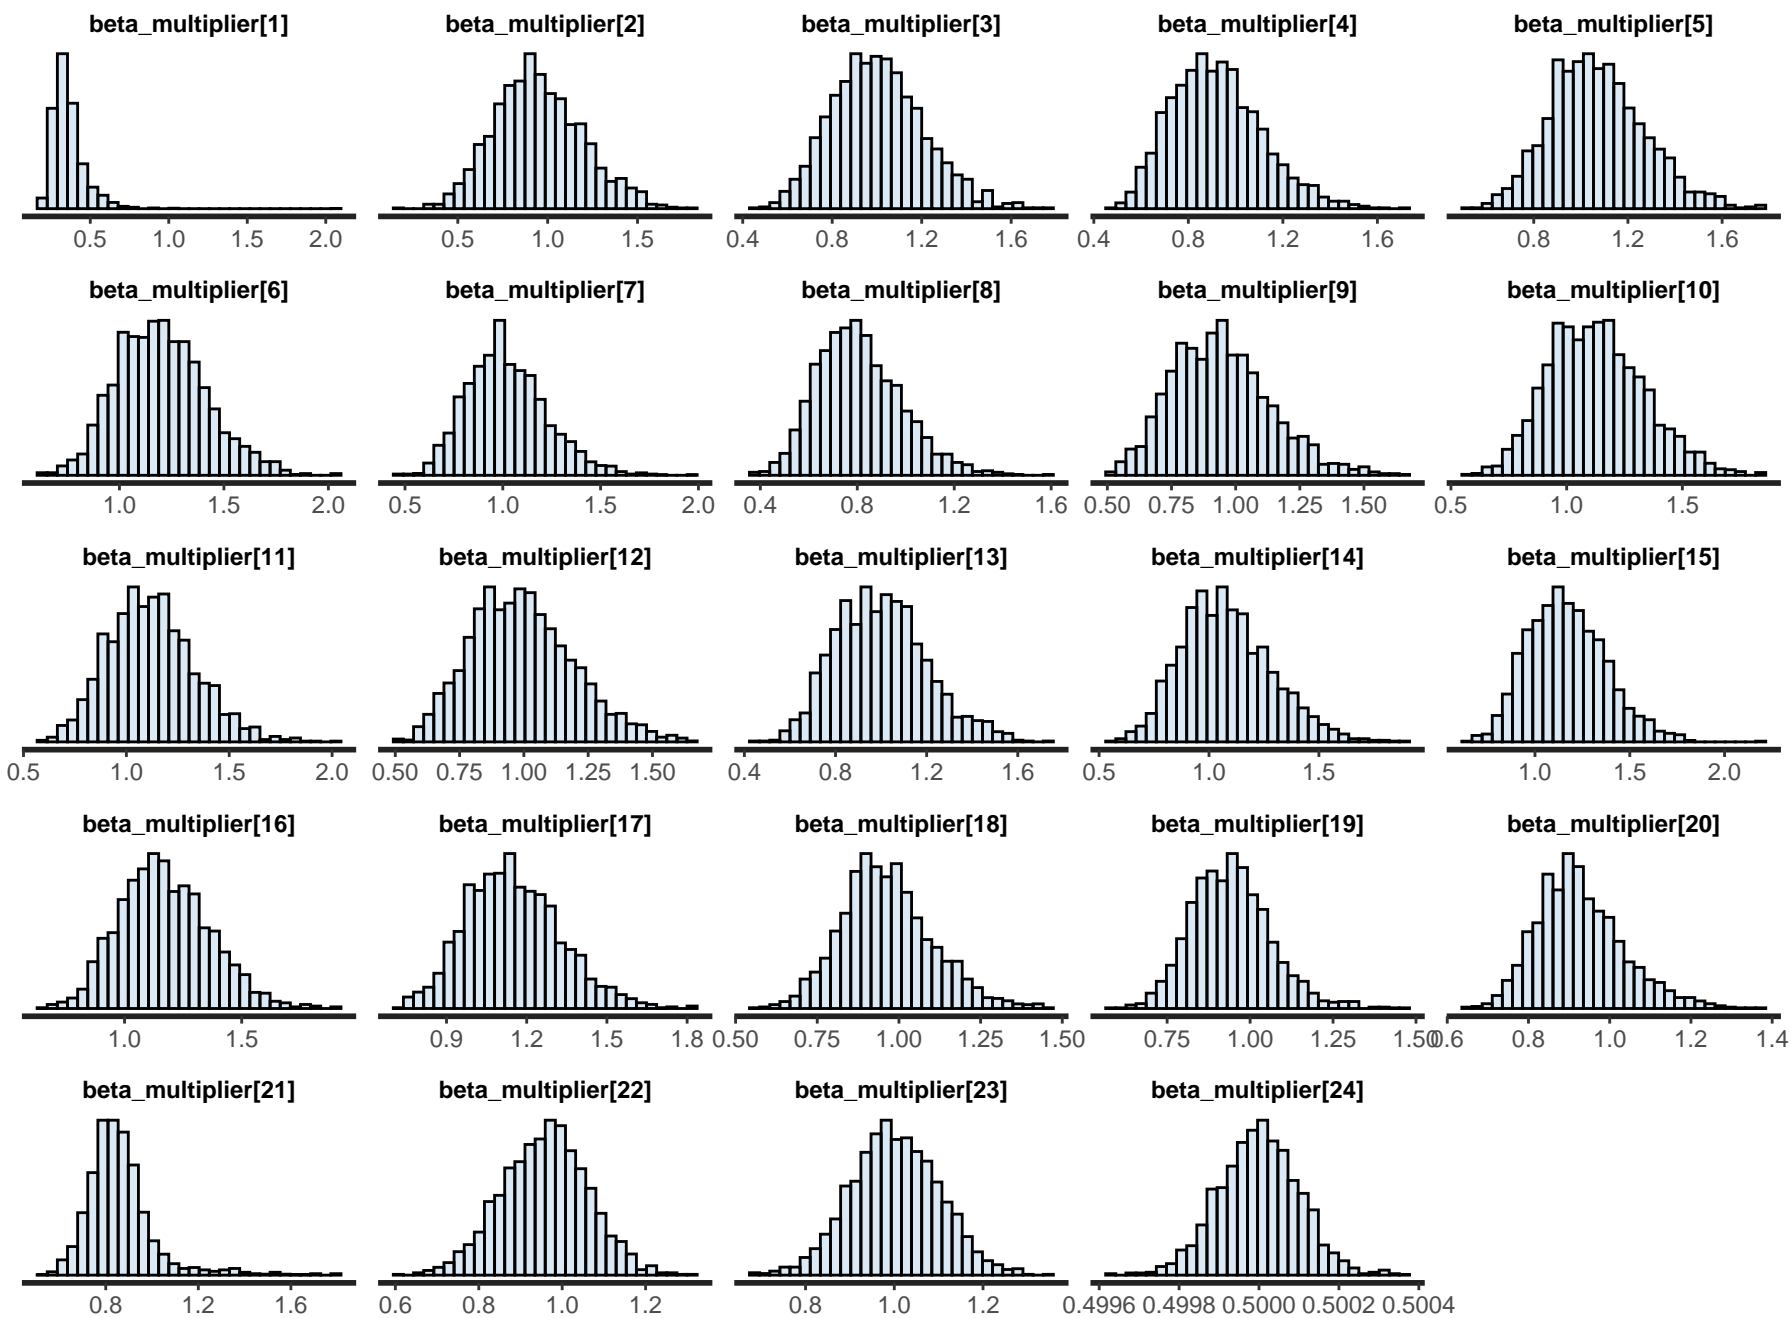 beta_multiplier[1] beta_multiplier[2] beta_multiplier[3] beta_multiplier[4] beta_multiplier[5]
0.5 1.0 1.5 2.0 0.5 1.0 1.5 0.4 0.8 1.2 1.6 0.4 0.8 1.2 1.6 0.8 1.2 1.6
beta_multiplier[6] beta_multiplier[7] beta_multiplier[8] beta_multiplier[9] beta_multiplier[10]
1.0 1.5 2.0 0.5 1.0 1.5 2.0 0.4 0.8 1.2 1.6 0.50 0.75 1.00 1.25 1.50 0.5 1.0 1.5
beta_multiplier[11] beta_multiplier[12] beta_multiplier[13] beta_multiplier[14] beta_multiplier[15]
0.5 1.0 1.5 2.0 0.50 0.75 1.00 1.25 1.50 0.4 0.8 1.2 1.6 0.5 1.0 1.5 1.0 1.5 2.0
beta_multiplier[16] beta_multiplier[17] beta_multiplier[18] beta_multiplier[19] beta_multiplier[20]
1.0 1.5 0.9 1.2 1.5 1.8 0.50 0.75 1.00 1.25 1.50 0.75 1.00 1.25 1.50 0.6 0.8 1.0 1.2 1.4
beta_multiplier[21] beta_multiplier[22] beta_multiplier[23] beta_multiplier[24]
0.8 1.2 1.6 0.6 0.8 1.0 1.2 0.8 1.0 1.2 0.4996 0.4998 0.5000 0.5002 0.5004